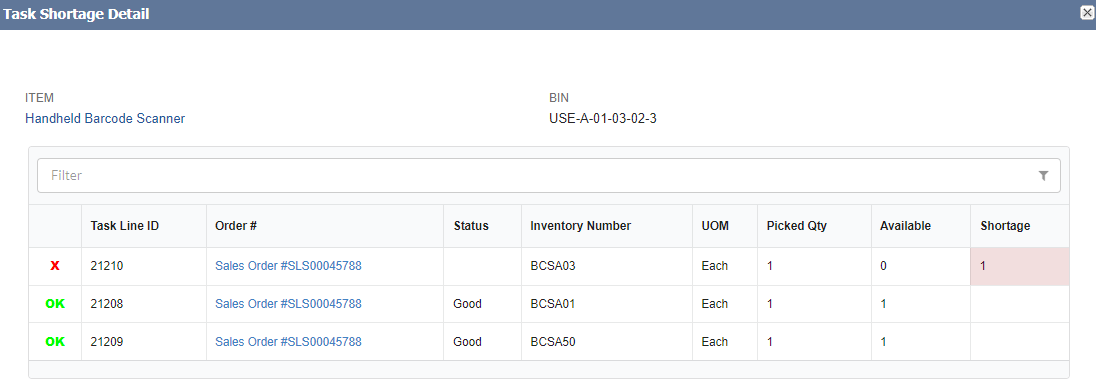 Task Shortage Detail
ITEM BIN
Handheld Barcode Scanner USE-A-01-03-02-3
Filter
Task Line ID Order # Status Inventory Number UOM Picked Qty Available Shortage
X 21210 Sales Order #SLS00045788 BCSA03 Each 1 0 1
OK 21208 Sales Order #SLS00045788 Good BCSA01 Each 1 1
OK 21209 Sales Order #SLS00045788 Good BCSA50 Each 1 1